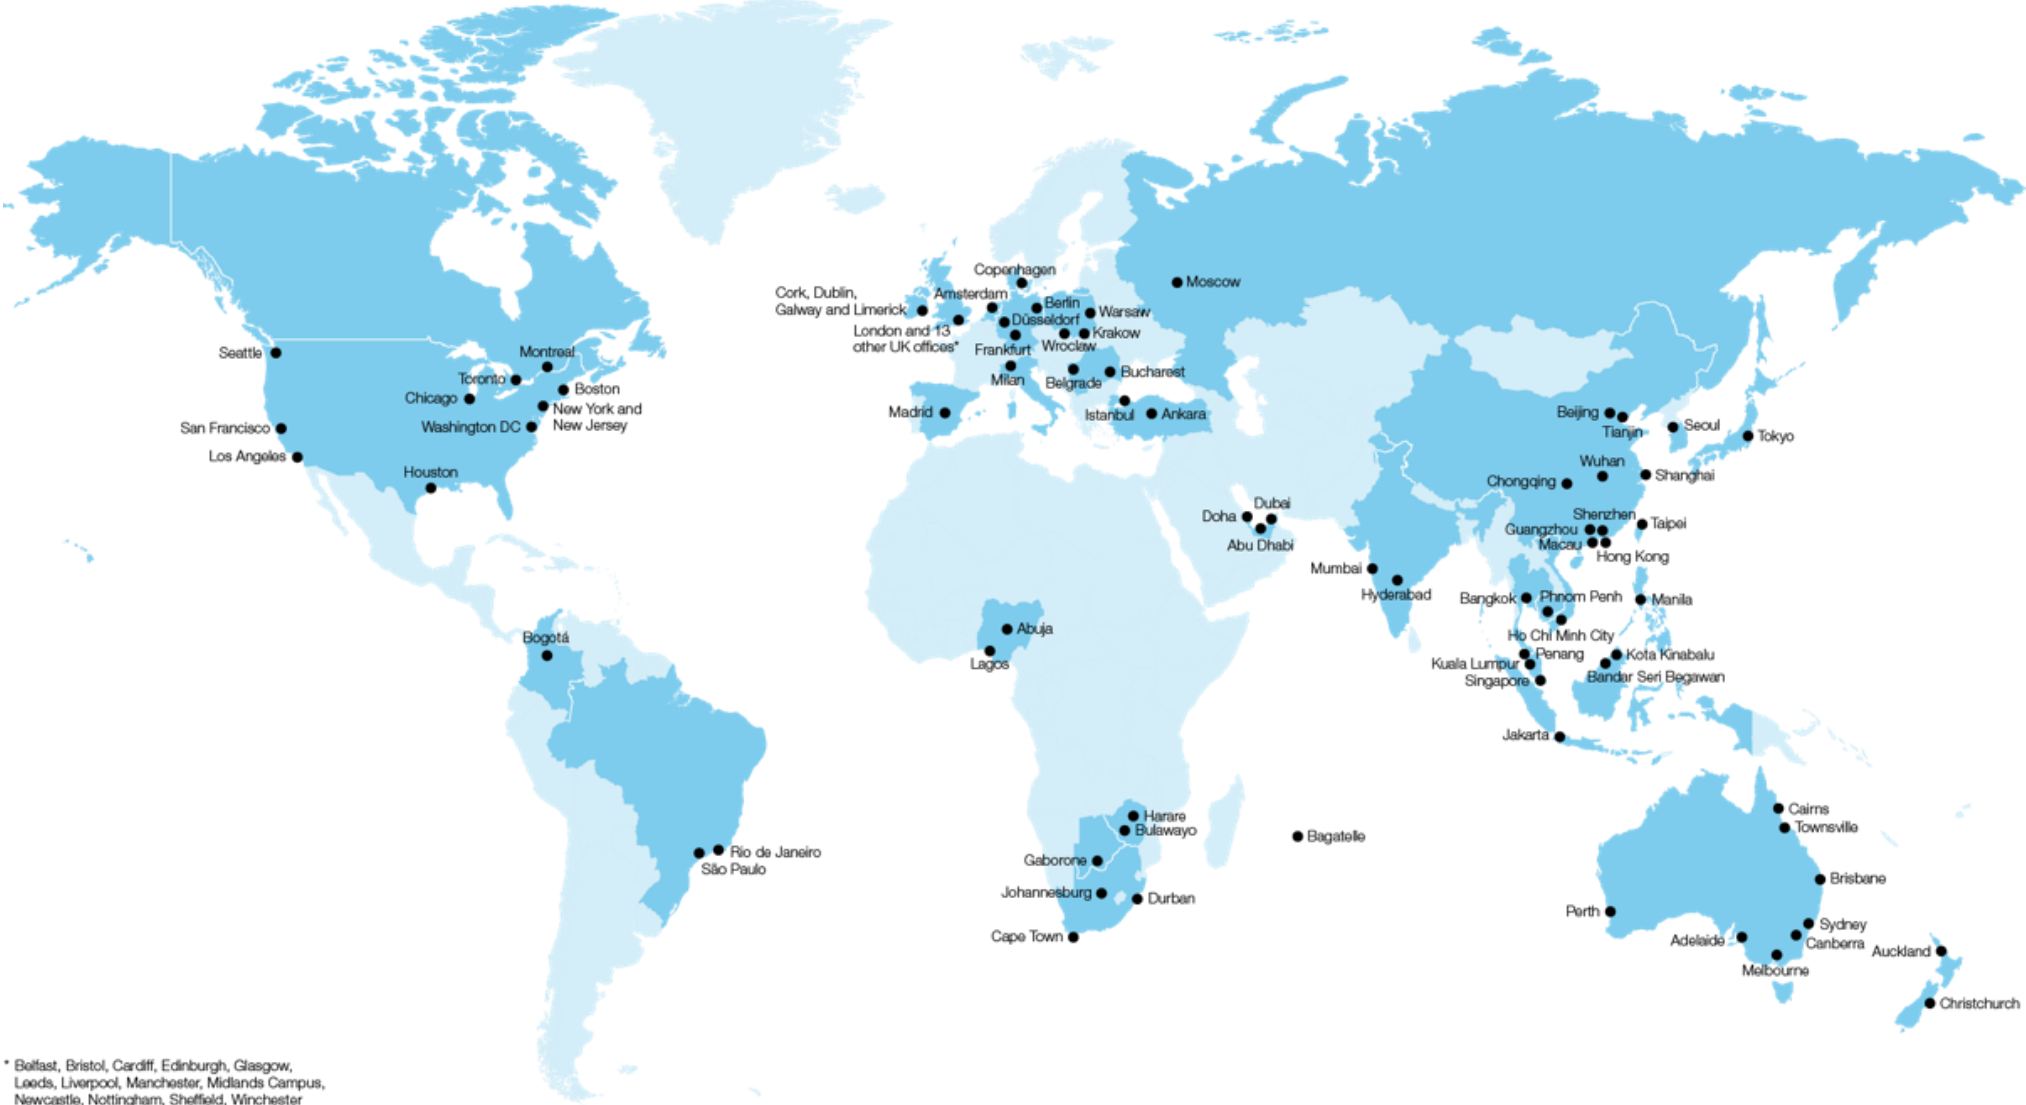 Copenhagen
Moscow
Cork, Dublin,
Galway and Limerick
Amsterdam
Berlin
Warsaw
Düsseldorf
London and 13
other UK offices*
Krakow
Wroclaw
Frankfurt
Milan
Belgrade
Bucharest
Madrid
Istanbul
Ankara
Seattle
Montreal
Toronto
Chicago
Boston
New York and
New Jersey
San Francisco
Washington DC
Los Angeles
Houston
Beijing
Tianjin
Seoul
Tokyo
Wuhan
Chongqing
Shanghai
Shenzhen
Guangzhou
Taipei
Macau
Hong Kong
Doha
Dubai
Abu Dhabi
Mumbai
Hyderabad
Bangkok
Phnom Penh
Manila
Ho Chi Minh City
Penang
Kota Kinabalu
Kuala Lumpur
Bandar Seri Begawan
Singapore
Jakarta
Bogotá
Abuja
Lagos
Rio de Janeiro
São Paulo
Harare
Bulawayo
Bagatelle
Gaborone
Johannesburg
Durban
Cape Town
Cairns
Townsville
Brisbane
Perth
Sydney
Adelaide
Canberra
Melbourne
Auckland
Christchurch
* Belfast, Bristol, Cardiff, Edinburgh, Glasgow,
Leeds, Liverpool, Manchester, Midlands Campus,
Newcastle, Nottingham, Sheffield, Winchester